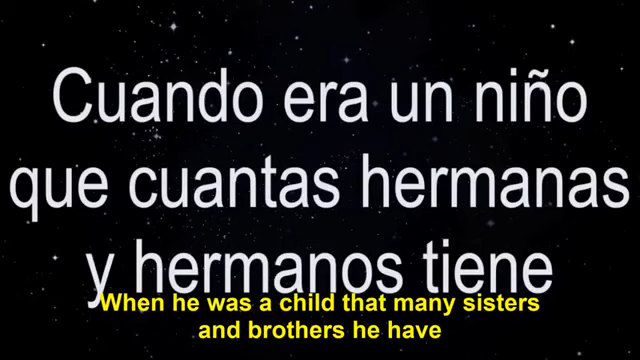 Cuando era un niño
que cuantas hermanas
y hermanos tiene
When he was a child that many sisters
and brothers he have